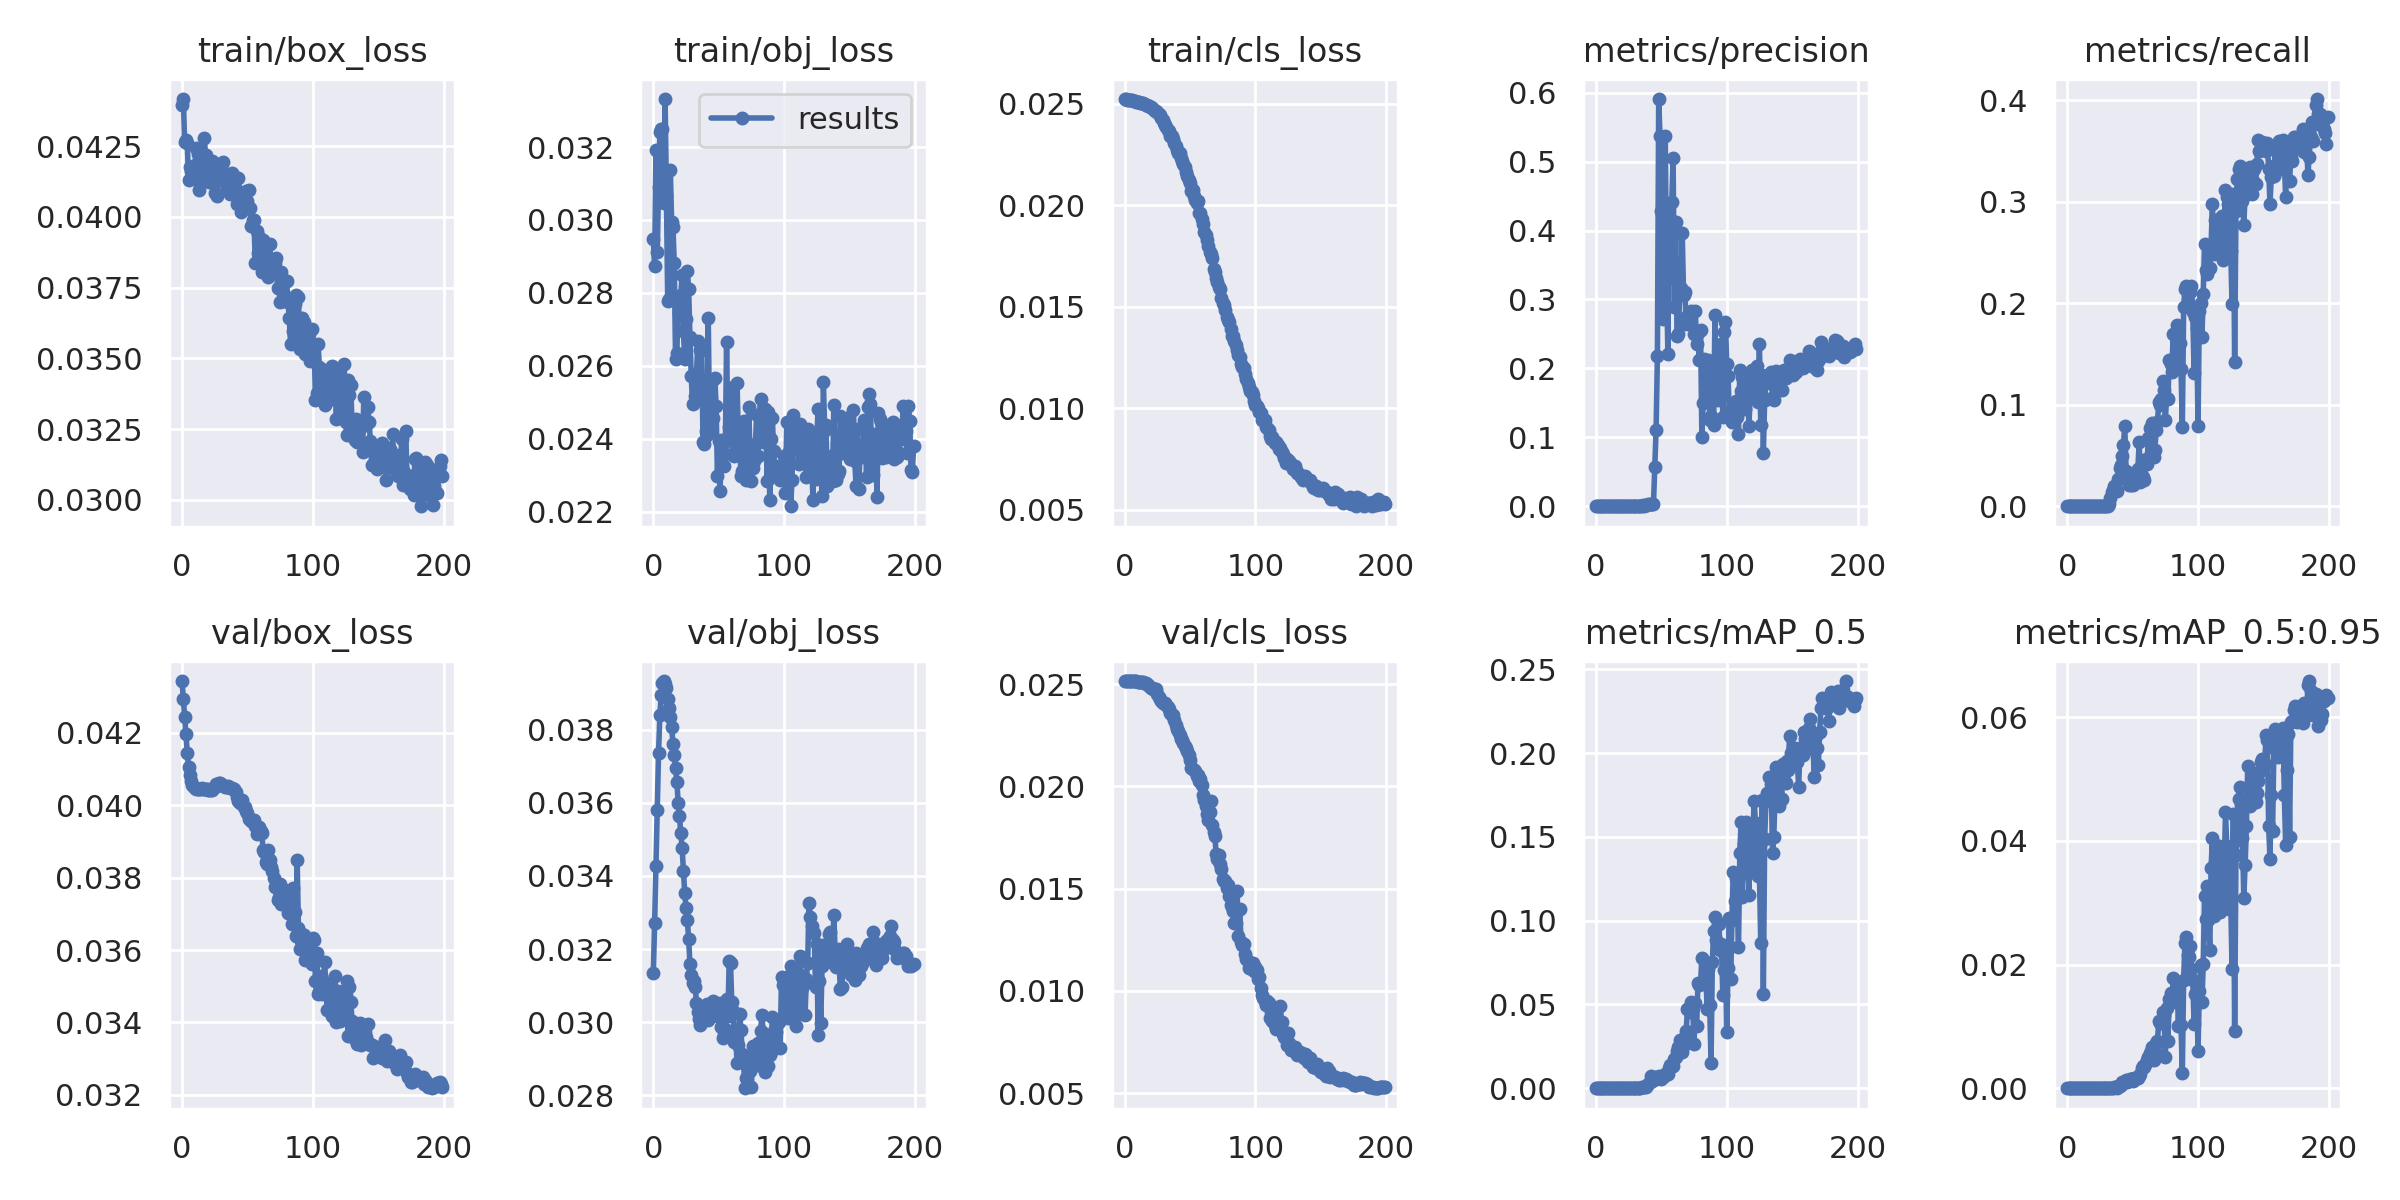 train/box_loss
0.0425
0.0400
0.0375
0.0350
0.0325
0.0300
0 100 200
train/obj_loss
results
0.032
0.030
0.028
0.026
0.024
0.022
0 100 200
train/cls_loss
0.025
0.020
0.015
0.010
0.005
0 100 200
metrics/precision
0.6
0.5
0.4
0.3
0.2
0.1
0.0
0 100 200
metrics/recall
0.4
0.3
0.2
0.1
0.0
0 100 200
val/box_loss
0.042
0.040
0.038
0.036
0.034
0.032
0 100 200
val/obj_loss
0.038
0.036
0.034
0.032
0.030
0.028
0 100 200
val/cls_loss
0.025
0.020
0.015
0.010
0.005
0 100 200
metrics/mAP_0.5
0.25
0.20
0.15
0.10
0.05
0.00
0 100 200
metrics/mAP_0.5:0.95
0.06
0.04
0.02
0.00
0 100 200